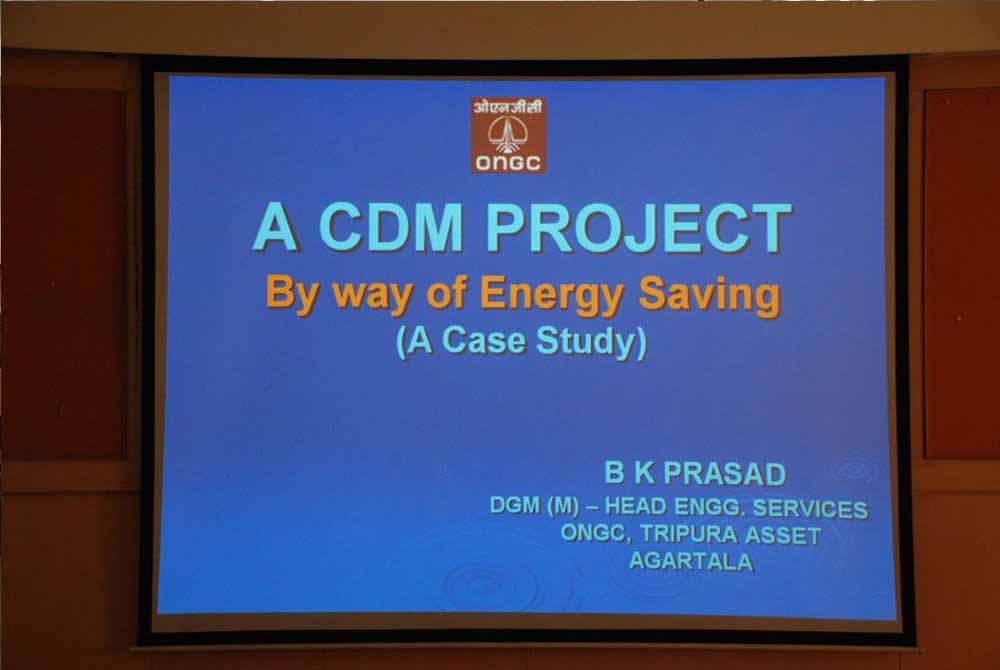 ओएनजीसी
ONGC
A CDM PROJECT
By way of Energy Saving
(A Case Study)
B K PRASAD
DGM (M) – HEAD ENGG. SERVICES
ONGC, TRIPURA ASSET
AGARTALA